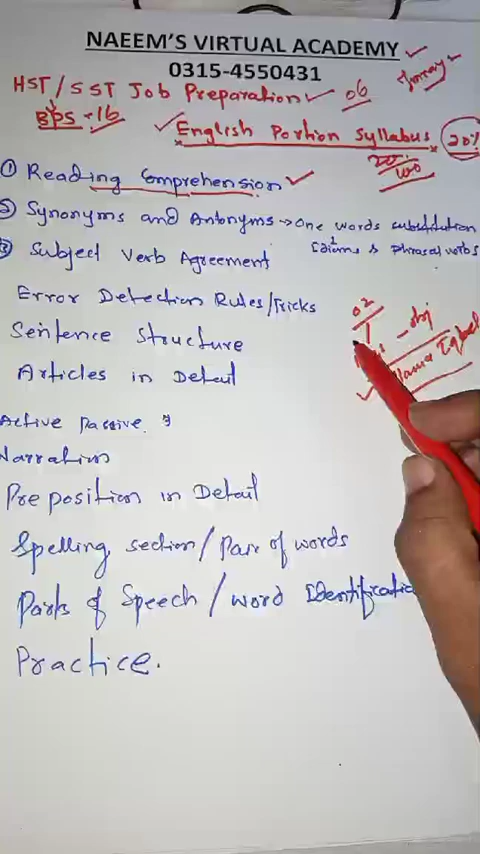 NAEEM'S VIRTUAL ACADEMY
0315-4550431
HST/SST Job Preparation 06
BPS-16
English Portion Syllabus 20%
20
100
① Reading Comprehension
② Synonyms and Antonyms → One words substitution
Idioms & Phrasal verbs
③ Subject Verb Agreement
Error Detection Rules/Tricks
02
Sentence Structure
Articles in Detail
Active Passive
Narration
Preposition in Detail
Spelling section/Pair of words
Parts of Speech/word Identificatio
Practice.